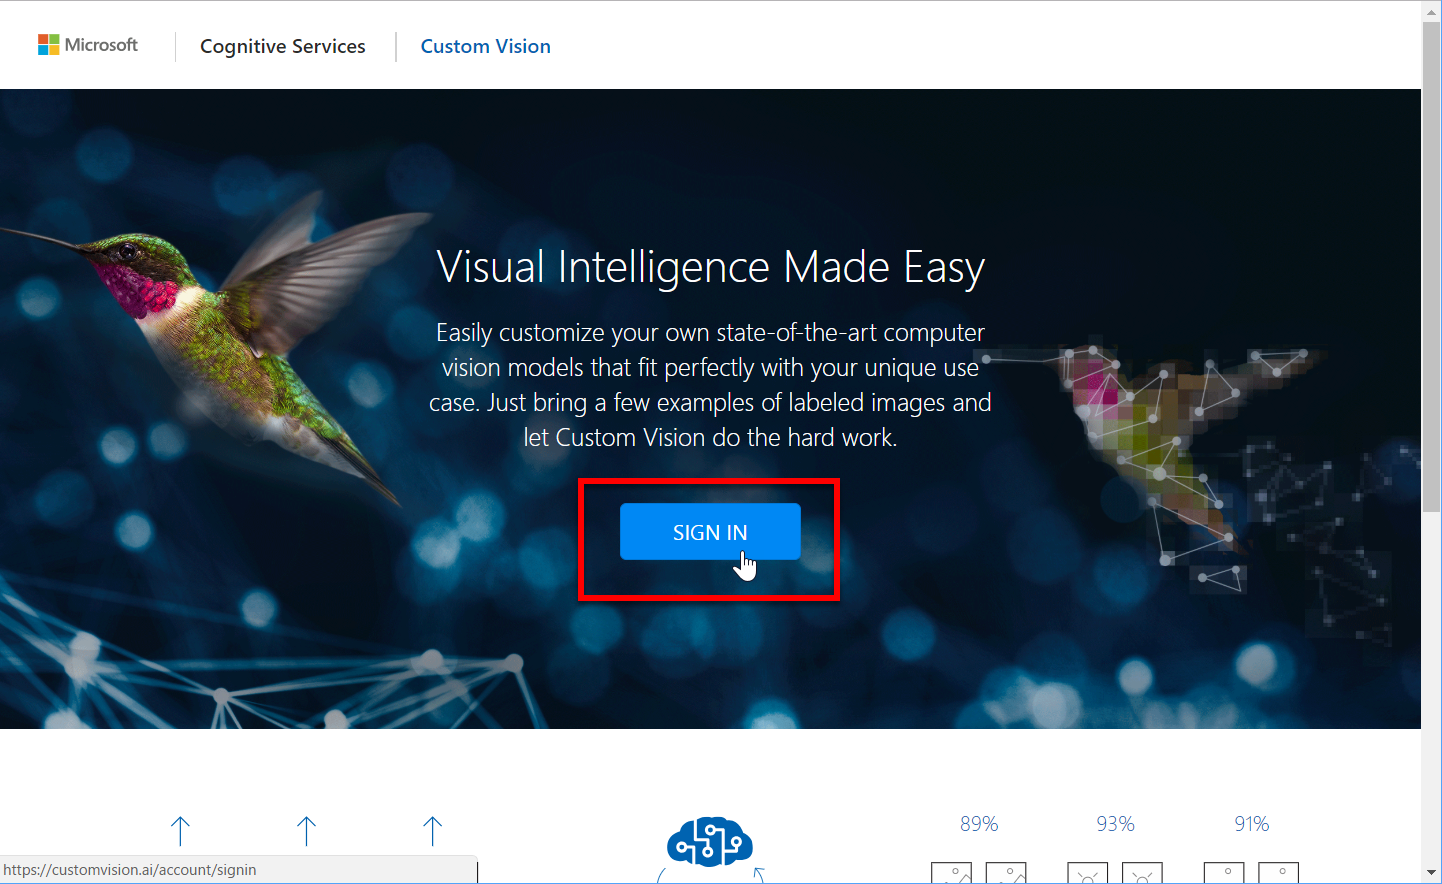 Microsoft
Cognitive Services
Custom Vision
Visual Intelligence Made Easy
Easily customize your own state-of-the-art computer
vision models that fit perfectly with your unique use
case. Just bring a few examples of labeled images and
let Custom Vision do the hard work.
SIGN IN
89%
93%
91%
https://customvision.ai/account/signin